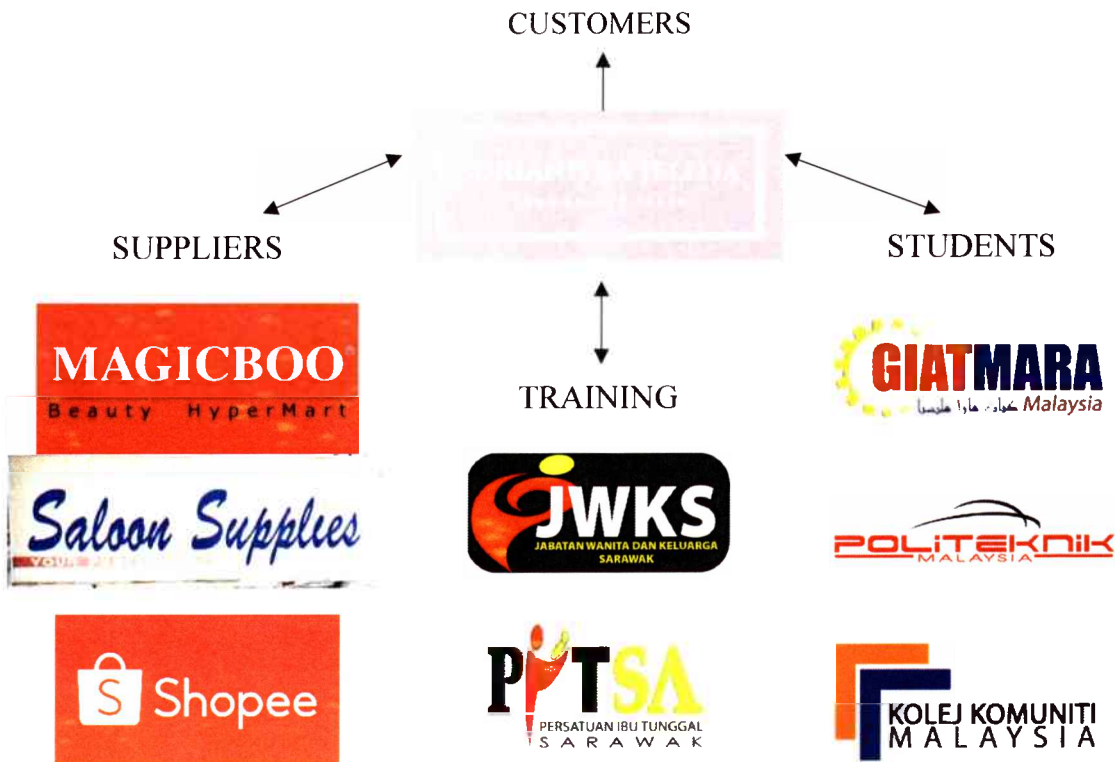 CUSTOMERS
SUPPLIERS
MAGICBOO
Beauty HyperMart
Saloon Supplies
YOUR
S
Shopee
TRAINING
JWKS
JABATAN WANITA DAN KELUARGA
SARAWAK
PITSA
PERSATUAN IBU TUNGGAL
SARAWAK
STUDENTS
GIATMARA
Malaysia
POLITEKNIK
MALAYSIA
KOLEJ KOMUNITI
MALAYSIA